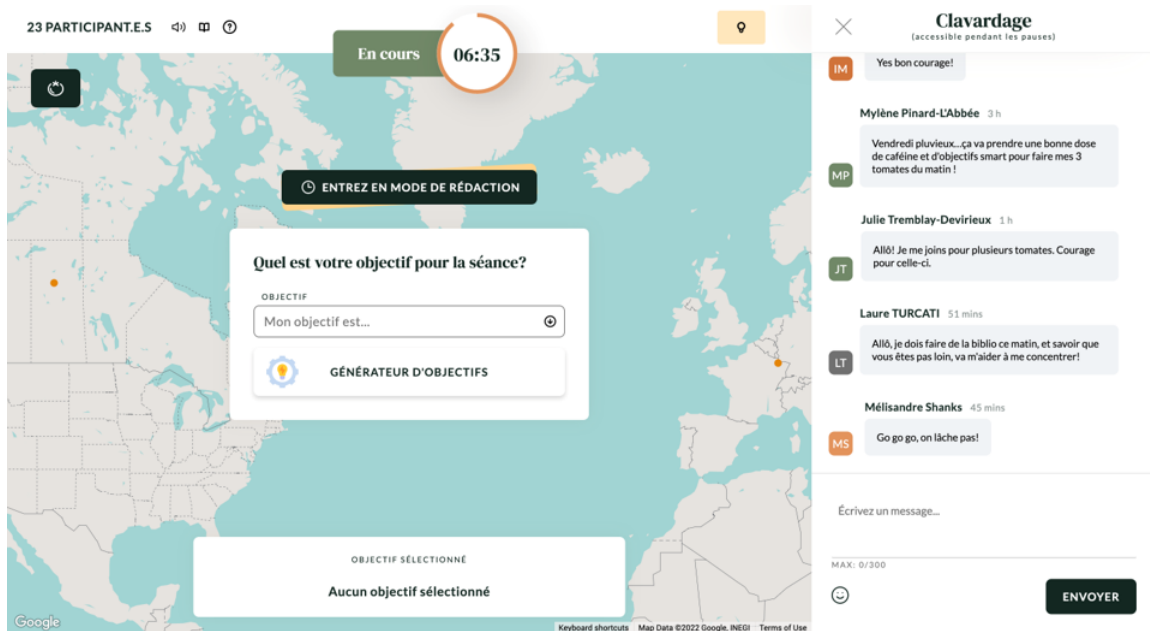 23 PARTICIPANT.E.S
En cours
06:35
ENTREZ EN MODE DE RÉDACTION
Quel est votre objectif pour la séance?
OBJECTIF
Mon objectif est...
GÉNÉRATEUR D'OBJECTIFS
OBJECTIF SÉLECTIONNÉ
Aucun objectif sélectionné
Google
Keyboard shortcuts Map Data ©2022 Google, INEGI Terms of Use
Clavardage
(accessible pendant les pauses)
IM
Yes bon courage!
Mylène Pinard-L'Abbée 3 h
Vendredi pluvieux...ça va prendre une bonne dose
de caféine et d'objectifs smart pour faire mes 3
tomates du matin !
MP
Julie Tremblay-Devirieux 1 h
Allô! Je me joins pour plusieurs tomates. Courage
pour celle-ci.
JT
Laure TURCATI 51 mins
Allô, je dois faire de la biblio ce matin, et savoir que
vous êtes pas loin, va m'aider à me concentrer!
LT
Mélisandre Shanks 45 mins
Go go go, on lâche pas!
MS
Écrivez un message...
MAX: 0/300
ENVOYER